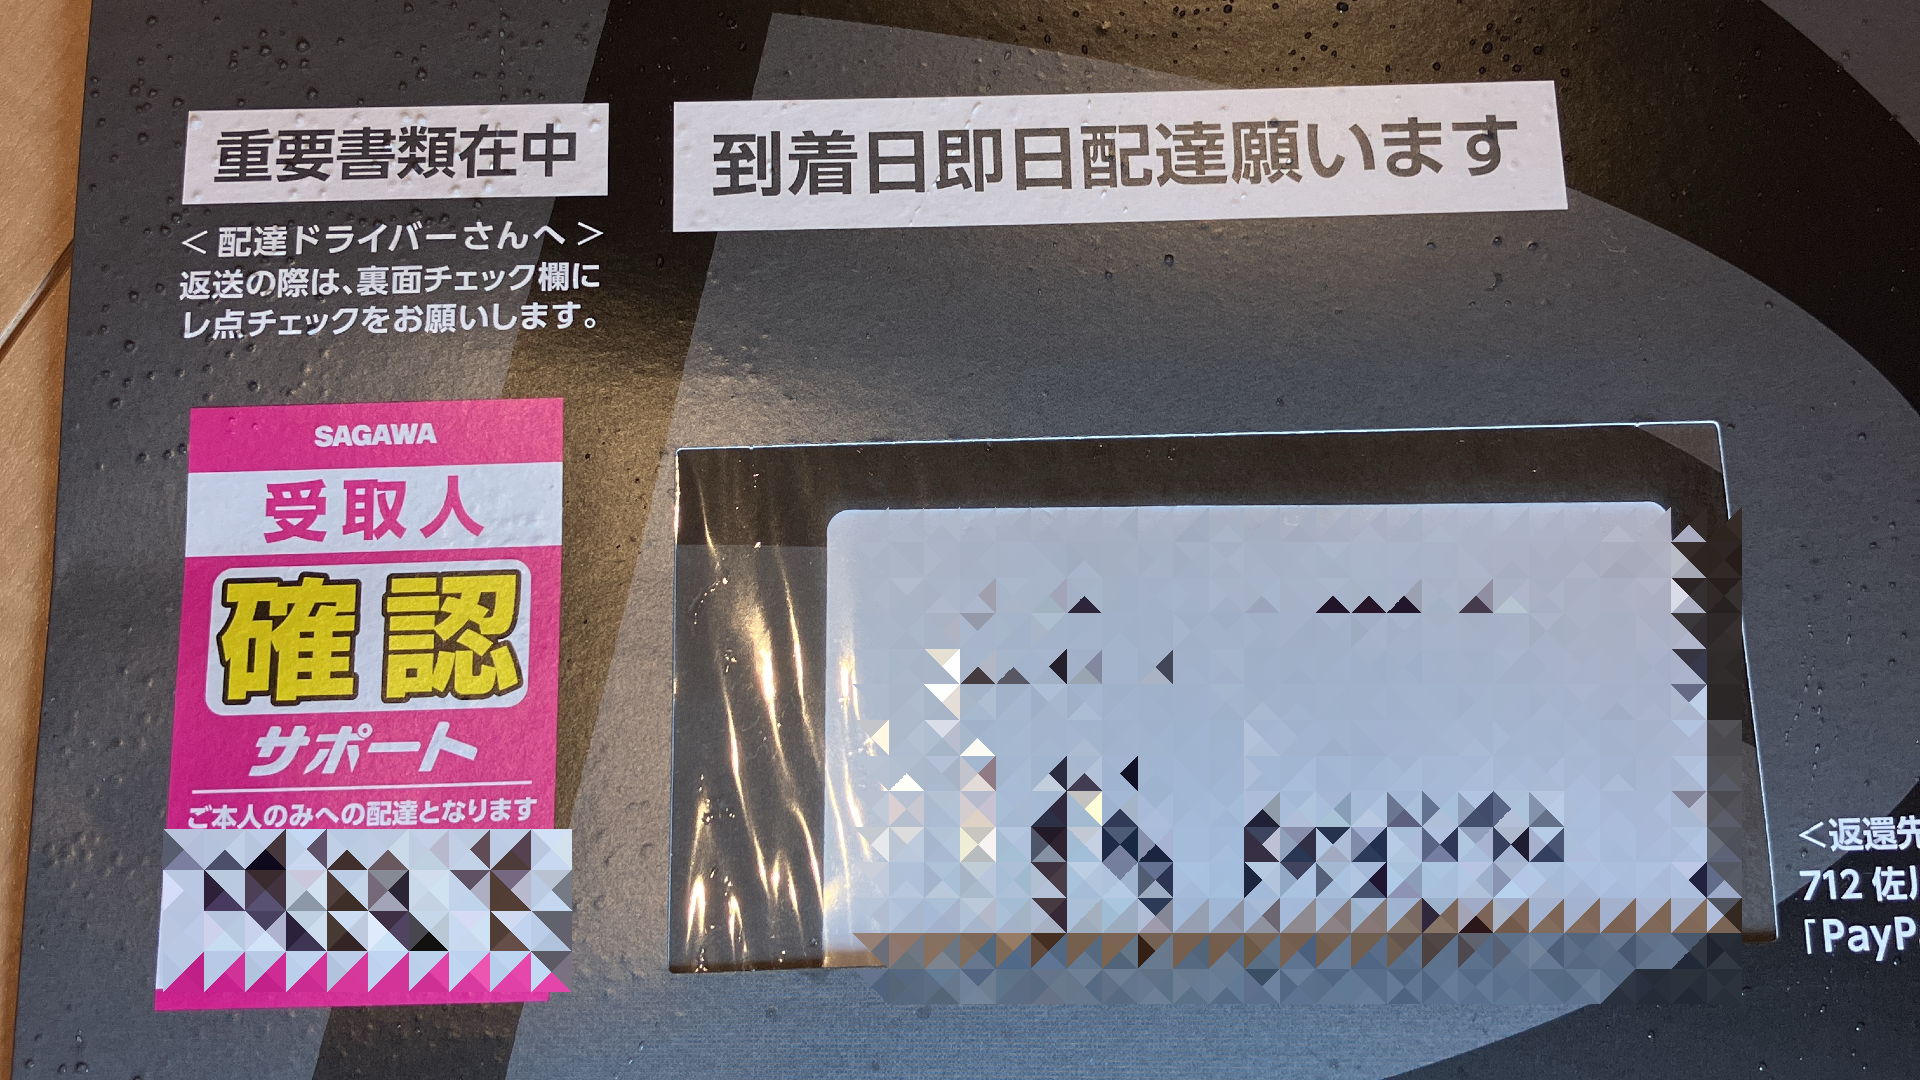 重要書類在中
到着日即日配達願います
＜配達ドライバーさんへ＞
返送の際は、裏面チェック欄に
レ点チェックをお願いします。
SAGAWA
受取人
確認
サポート
ご本人のみへの配達となります
＜返還先
712 佐川
「PayP